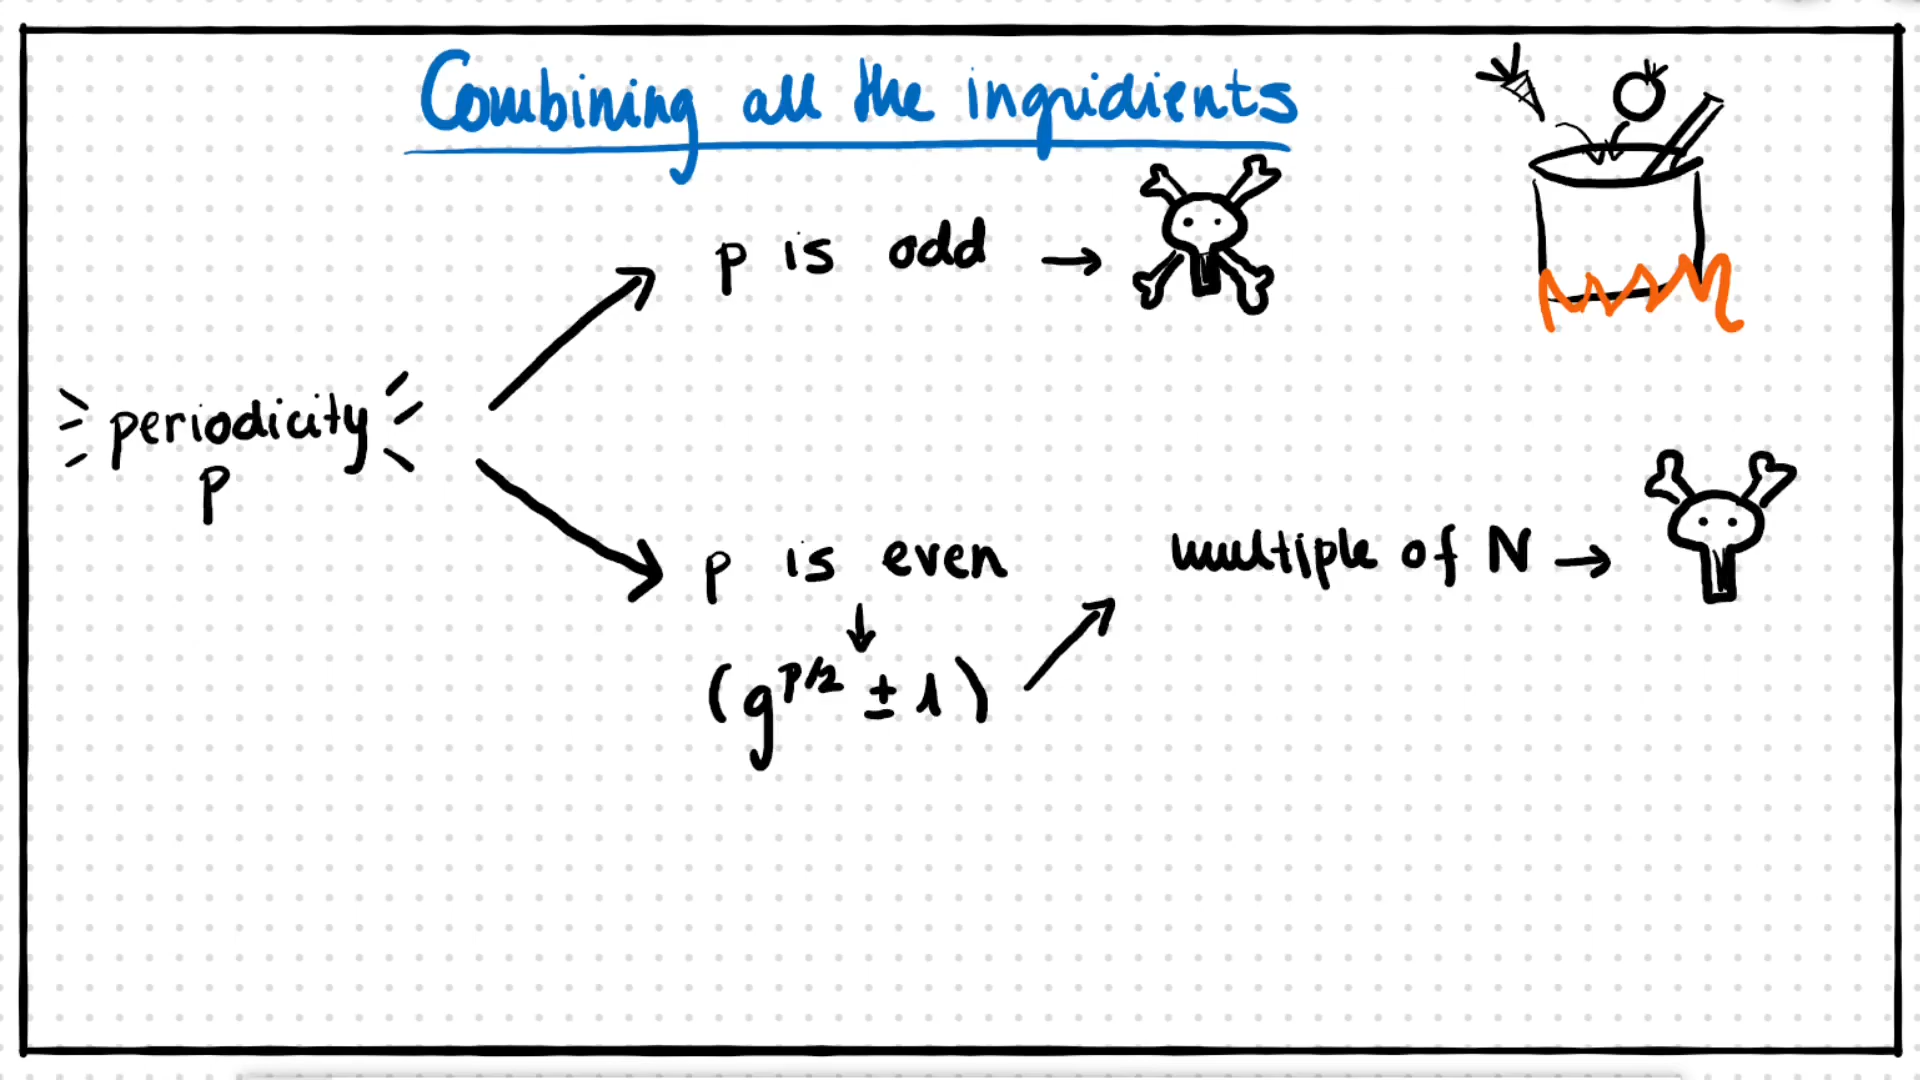 Combining all the ingridients
p is odd →
periodicity
p
p is even
multiple of N →
(g^{p/2} ± 1)